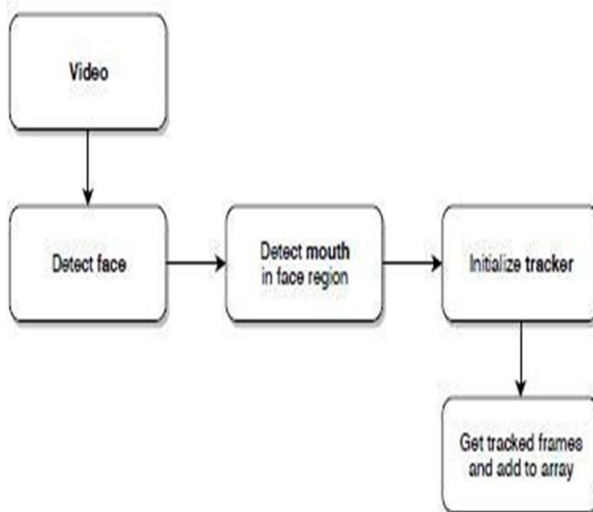 Video
Detect face
Detect mouth
in face region
Initialize tracker
Get tracked frames
and add to array